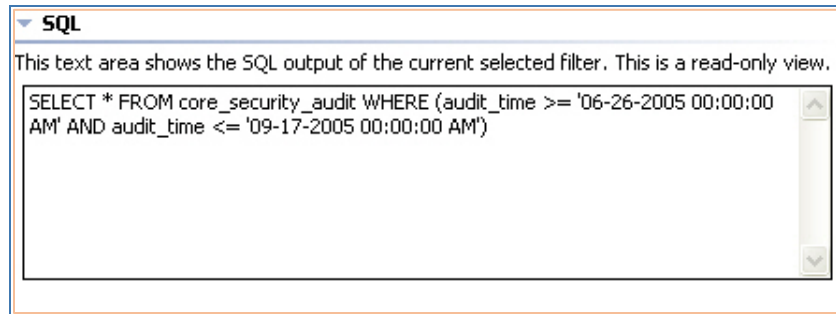 SQL
This text area shows the SQL output of the current selected filter. This is a read-only view.
SELECT * FROM core_security_audit WHERE (audit_time >= '06-26-2005 00:00:00
AM' AND audit_time <= '09-17-2005 00:00:00 AM')